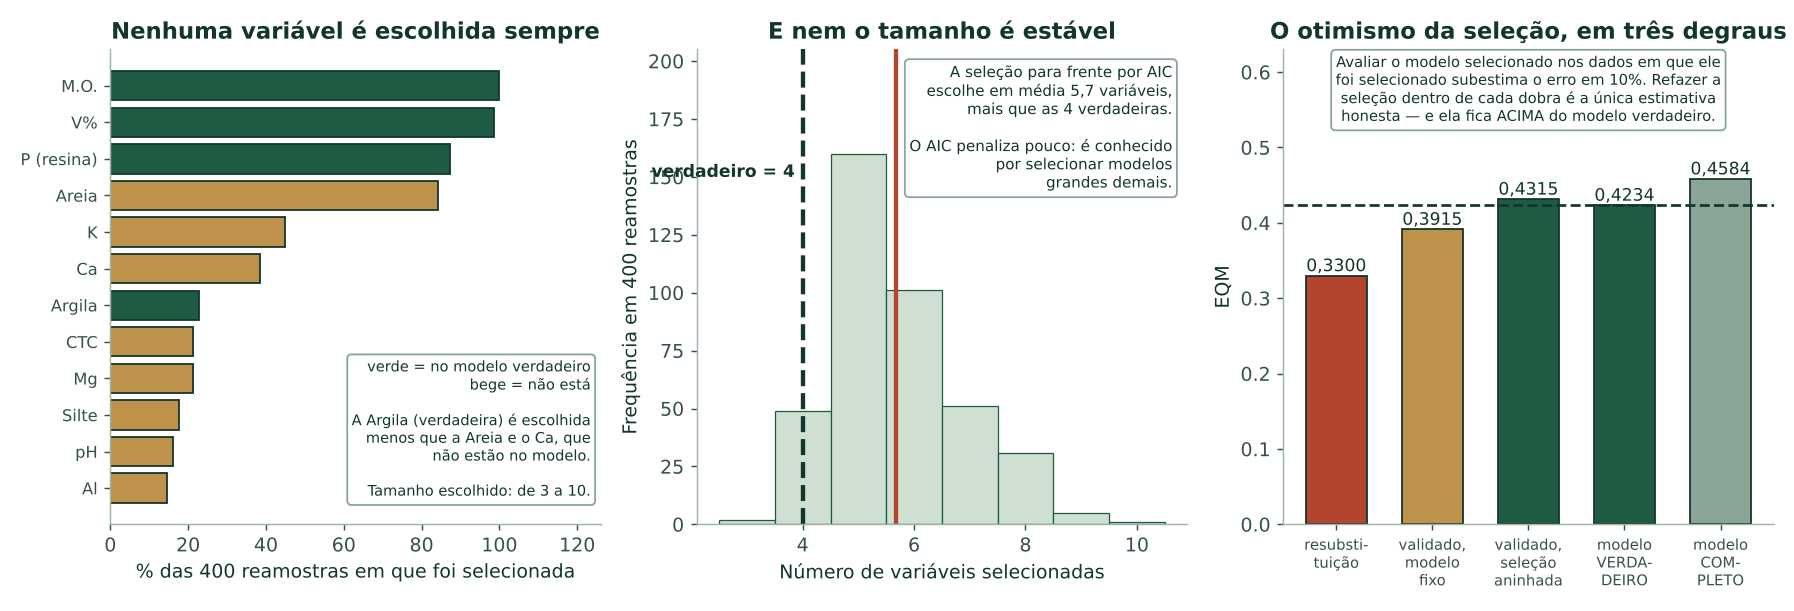 Nenhuma variável é escolhida sempre
M.O.
V%
P (resina)
Areia
K
Ca
Argila
CTC
Mg
Silte
pH
Al
verde = no modelo verdadeiro
bege = não está
A Argila (verdadeira) é escolhida
menos que a Areia e o Ca, que
não estão no modelo.
Tamanho escolhido: de 3 a 10.
0 20 40 60 80 100 120
% das 400 reamostras em que foi selecionada
E nem o tamanho é estável
Frequência em 400 reamostras
200
175
150
125
100
75
50
25
0
verdadeiro = 4
A seleção para frente por AIC
escolhe em média 5,7 variáveis,
mais que as 4 verdadeiras.
O AIC penaliza pouco: é conhecido
por selecionar modelos
grandes demais.
4 6 8 10
Número de variáveis selecionadas
O otimismo da seleção, em três degraus
EQM
0.6
0.5
0.4
0.3
0.2
0.1
0.0
Avaliar o modelo selecionado nos dados em que ele
foi selecionado subestima o erro em 10%. Refazer a
seleção dentro de cada dobra é a única estimativa
honesta — e ela fica ACIMA do modelo verdadeiro.
0,3300
0,3915
0,4315
0,4234
0,4584
resubsti-
tuição
validado,
modelo
fixo
validado,
seleção
aninhada
modelo
VERDA-
DEIRO
modelo
COM-
PLETO